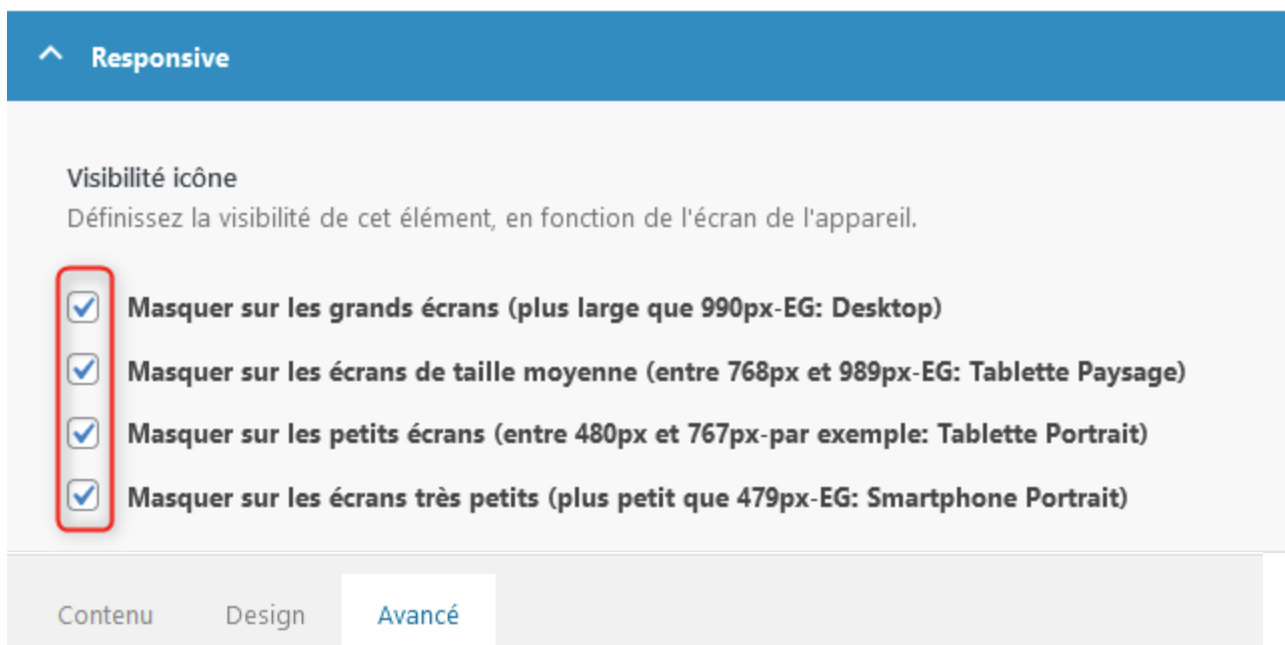 Responsive
Visibilité icône
Définissez la visibilité de cet élément, en fonction de l'écran de l'appareil.
Masquer sur les grands écrans (plus large que 990px-EG: Desktop)
Masquer sur les écrans de taille moyenne (entre 768px et 989px-EG: Tablette Paysage)
Masquer sur les petits écrans (entre 480px et 767px-par exemple: Tablette Portrait)
Masquer sur les écrans très petits (plus petit que 479px-EG: Smartphone Portrait)
Contenu Design Avancé